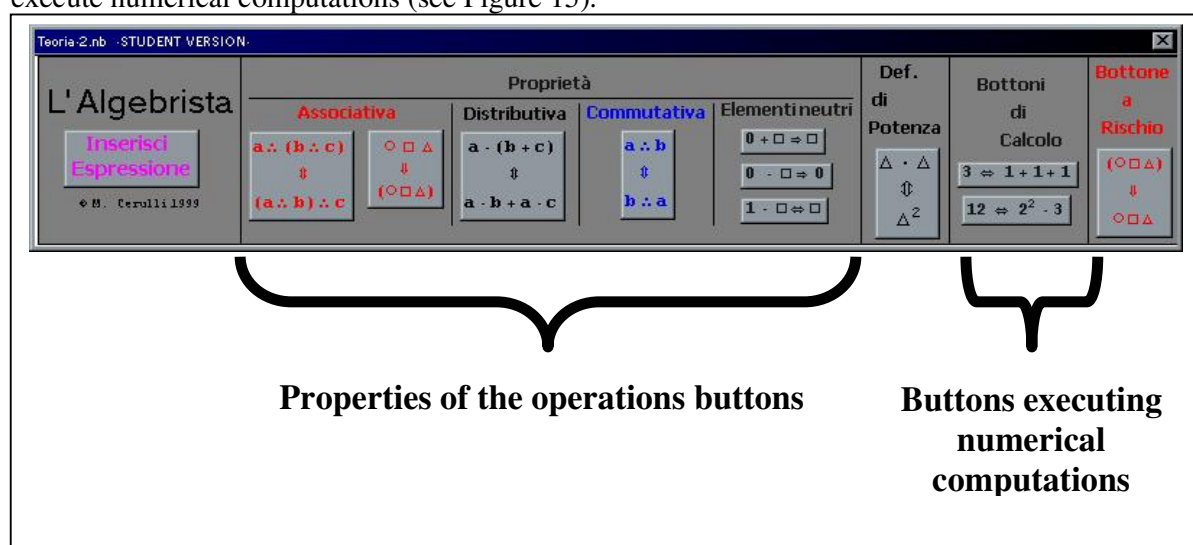 execute numerical computations (see Figure 15).
Teoria-2.nb -STUDENT VERSION-
L'Algebrista
Inserisci
Espressione
© M. Cerulli 1999
Proprietà
Associativa
a ∴ (b ∴ c)
⇕
(a ∴ b) ∴ c
○ □ △
⇓
(○□△)
Distributiva
a · (b + c)
⇕
a · b + a · c
Commutativa
a ∴ b
⇕
b ∴ a
Elementi neutri
0 + □ ⇒ □
0 · □ ⇒ 0
1 · □ ⇔ □
Def.
di
Potenza
△ · △
⇕
△²
Bottoni
di
Calcolo
3 ⇔ 1 + 1 + 1
12 ⇔ 2² · 3
Bottone
a
Rischio
(○□△)
⇓
○□△
Properties of the operations buttons
Buttons executing
numerical
computations